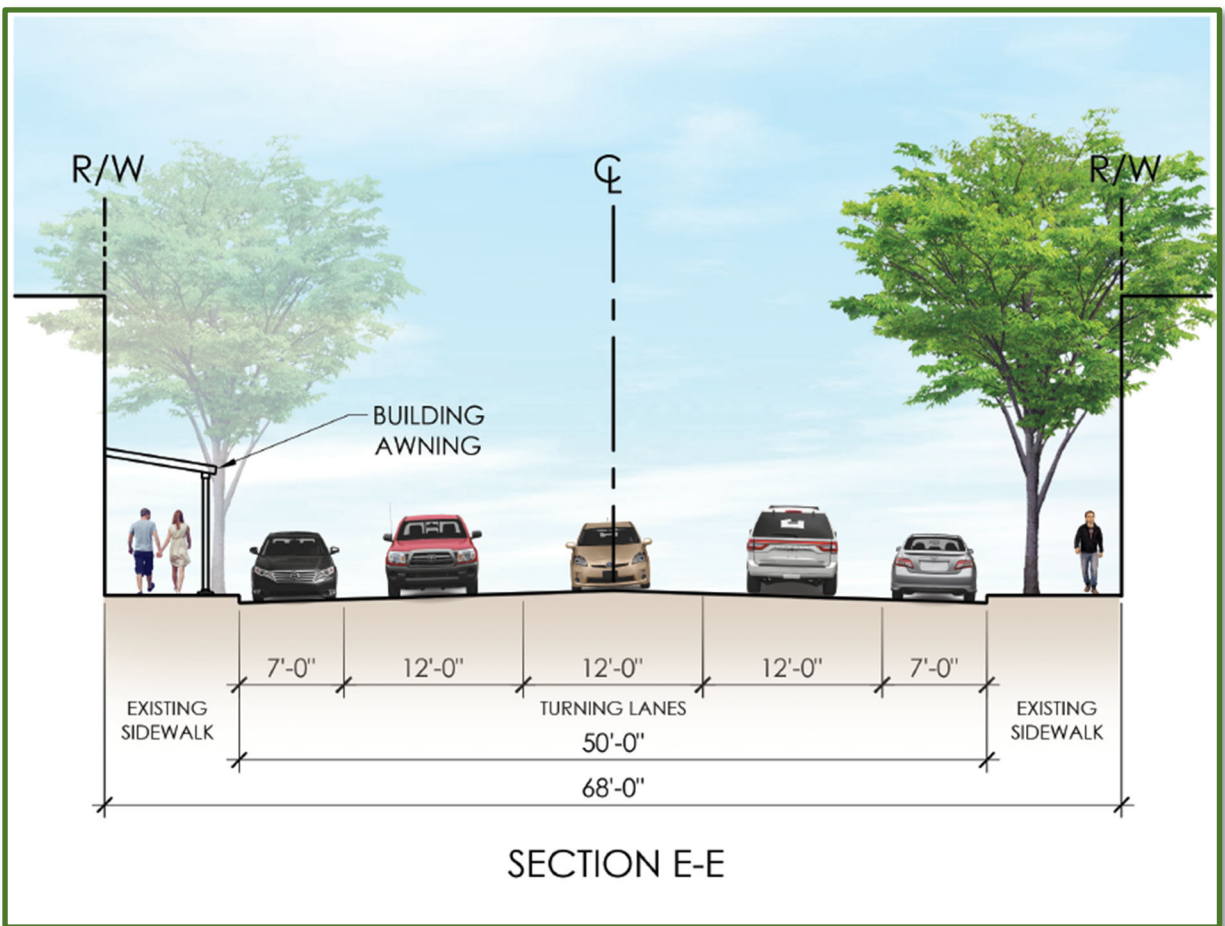 R/W
℄
R/W
BUILDING
AWNING
7'-0"
12'-0"
12'-0"
12'-0"
7'-0"
EXISTING
SIDEWALK
TURNING LANES
EXISTING
SIDEWALK
50'-0"
68'-0"
SECTION E-E